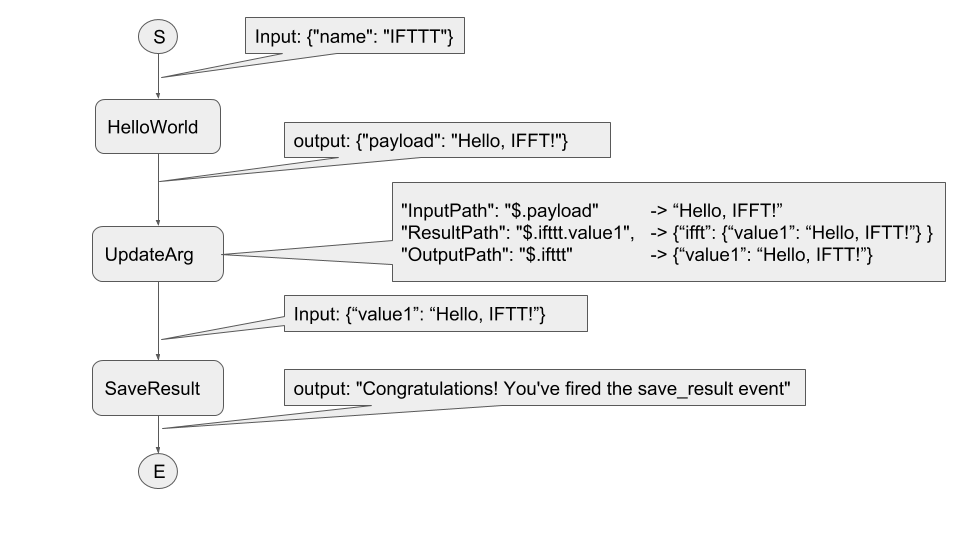 S
Input: {"name": "IFTTT"}
HelloWorld
output: {"payload": "Hello, IFFT!"}
"InputPath": "$.payload" -> “Hello, IFFT!”
"ResultPath": "$.ifttt.value1", -> {“ifft”: {“value1”: “Hello, IFTT!”} }
"OutputPath": "$.ifttt" -> {“value1”: “Hello, IFTT!”}
UpdateArg
Input: {“value1”: “Hello, IFTT!”}
SaveResult
output: "Congratulations! You've fired the save_result event"
E